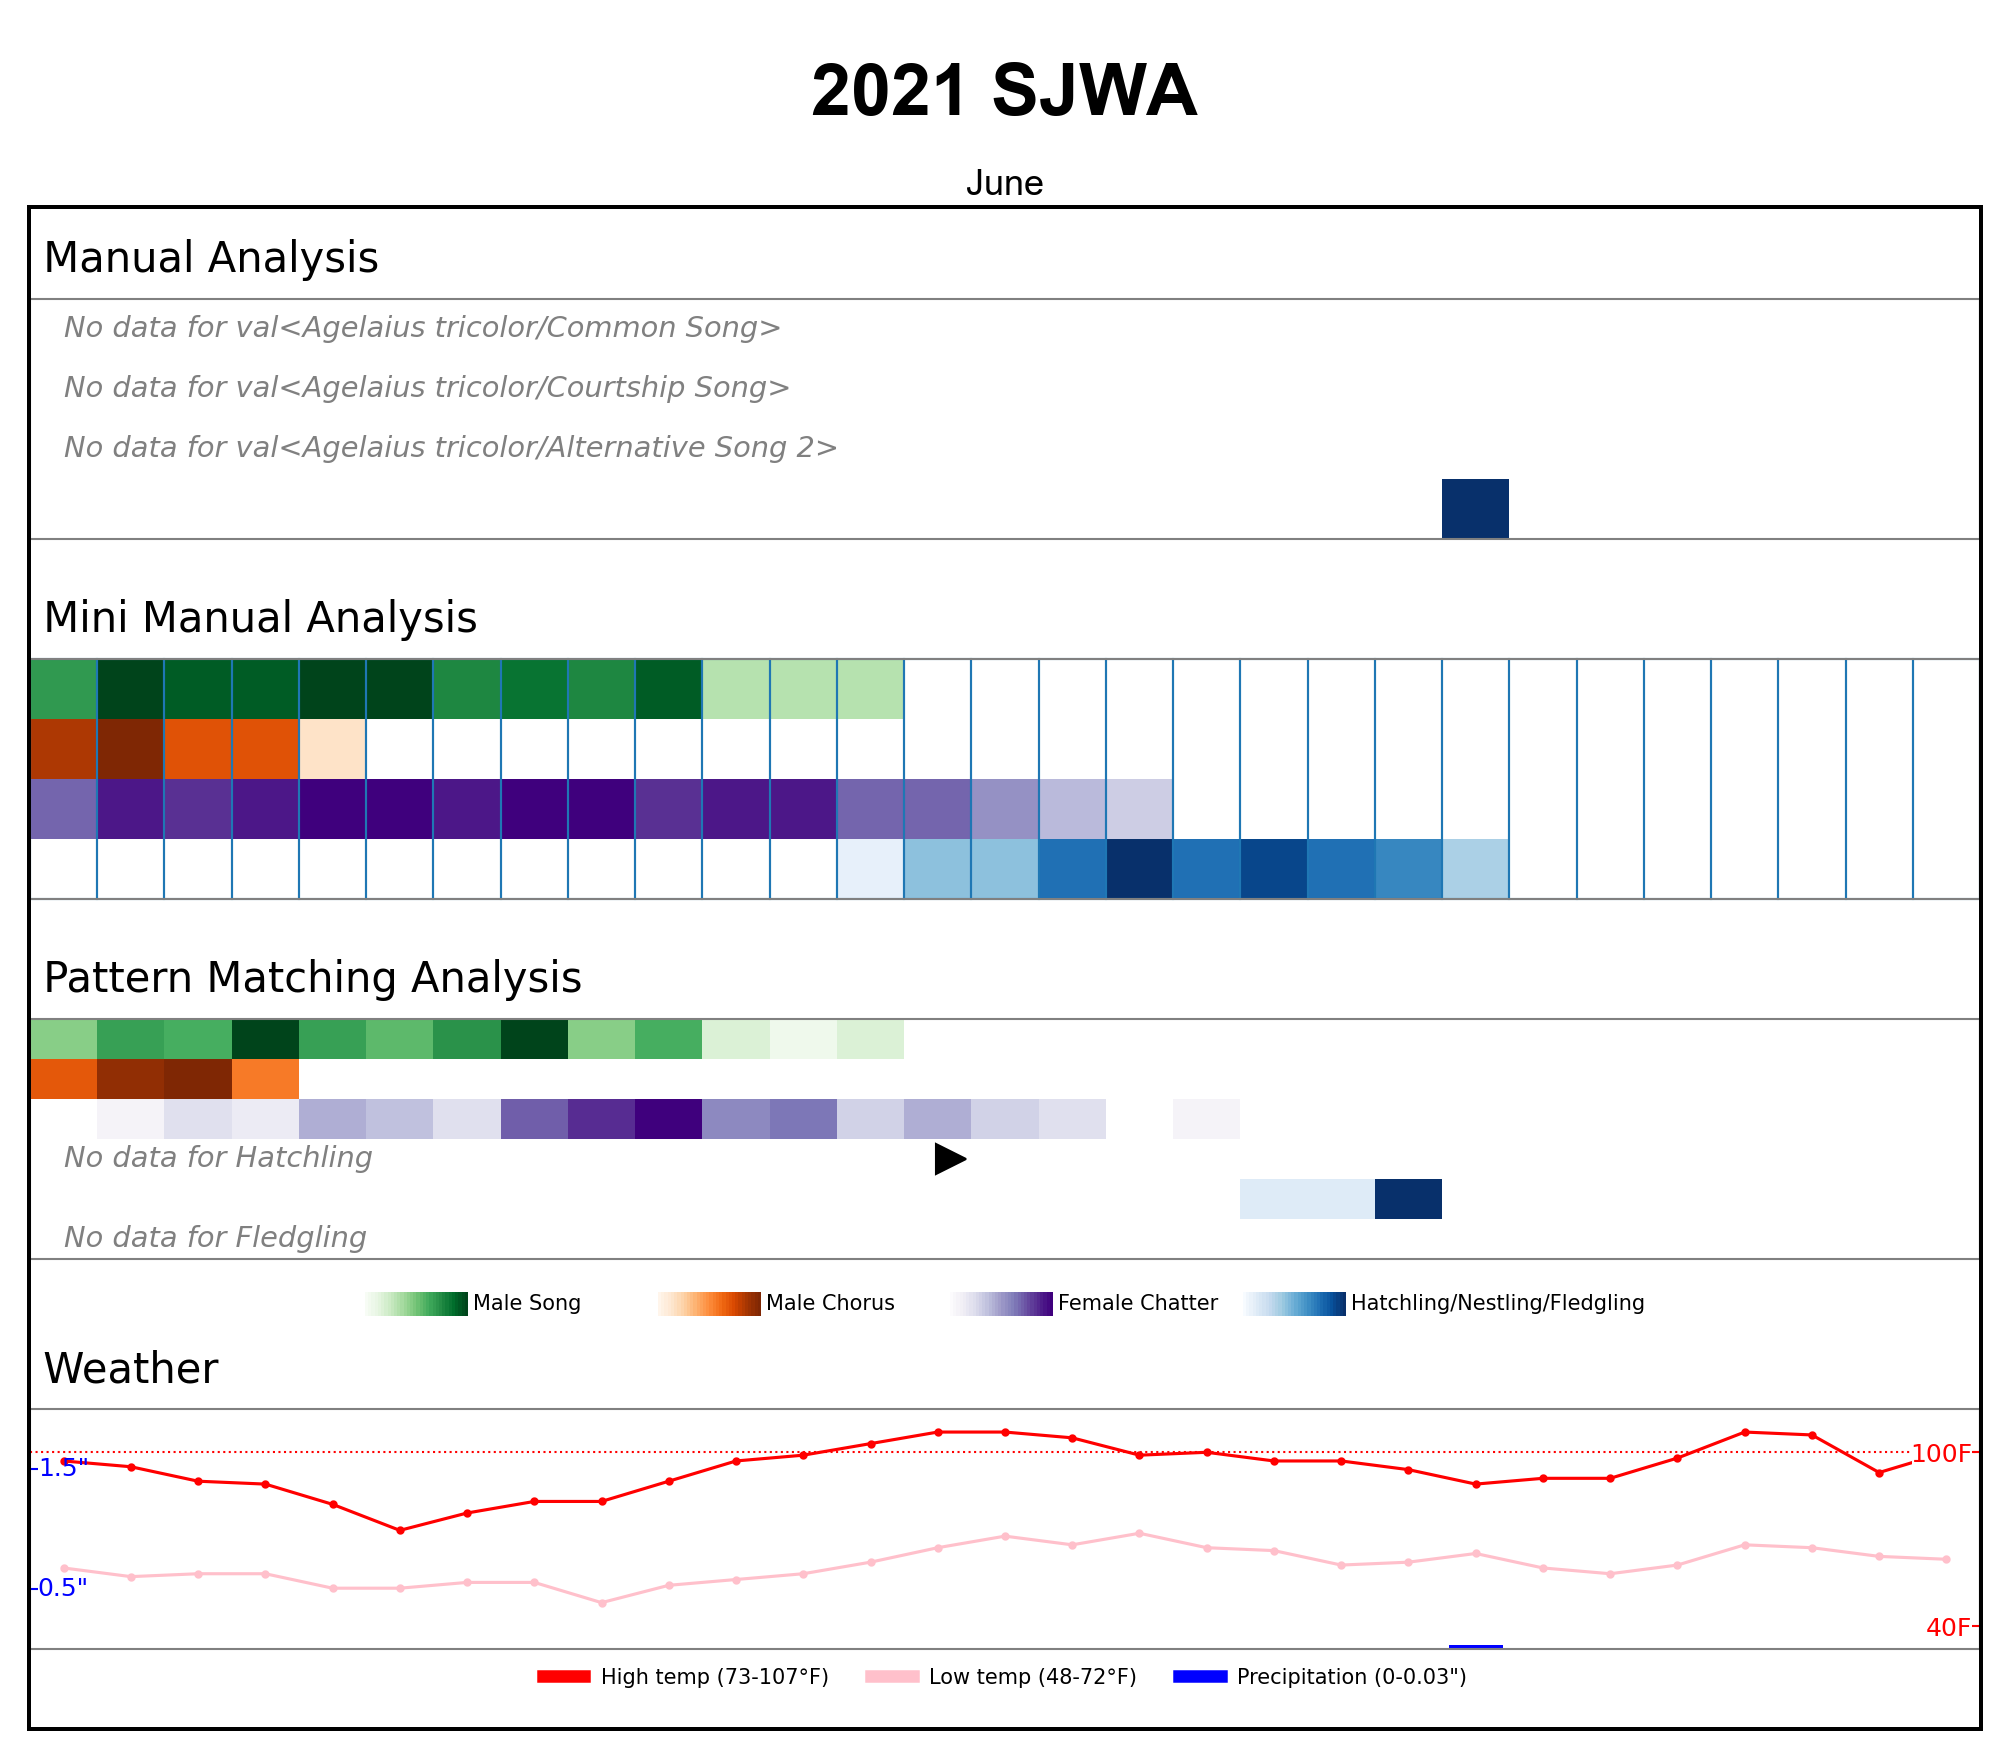 2021 SJWA
June
Manual Analysis
No data for val<Agelaius tricolor/Common Song>
No data for val<Agelaius tricolor/Courtship Song>
No data for val<Agelaius tricolor/Alternative Song 2>
Mini Manual Analysis
Pattern Matching Analysis
No data for Hatchling
No data for Fledgling
Male Song Male Chorus Female Chatter Hatchling/Nestling/Fledgling
Weather
1.5" 100F
0.5"
40F
High temp (73-107°F) Low temp (48-72°F) Precipitation (0-0.03")